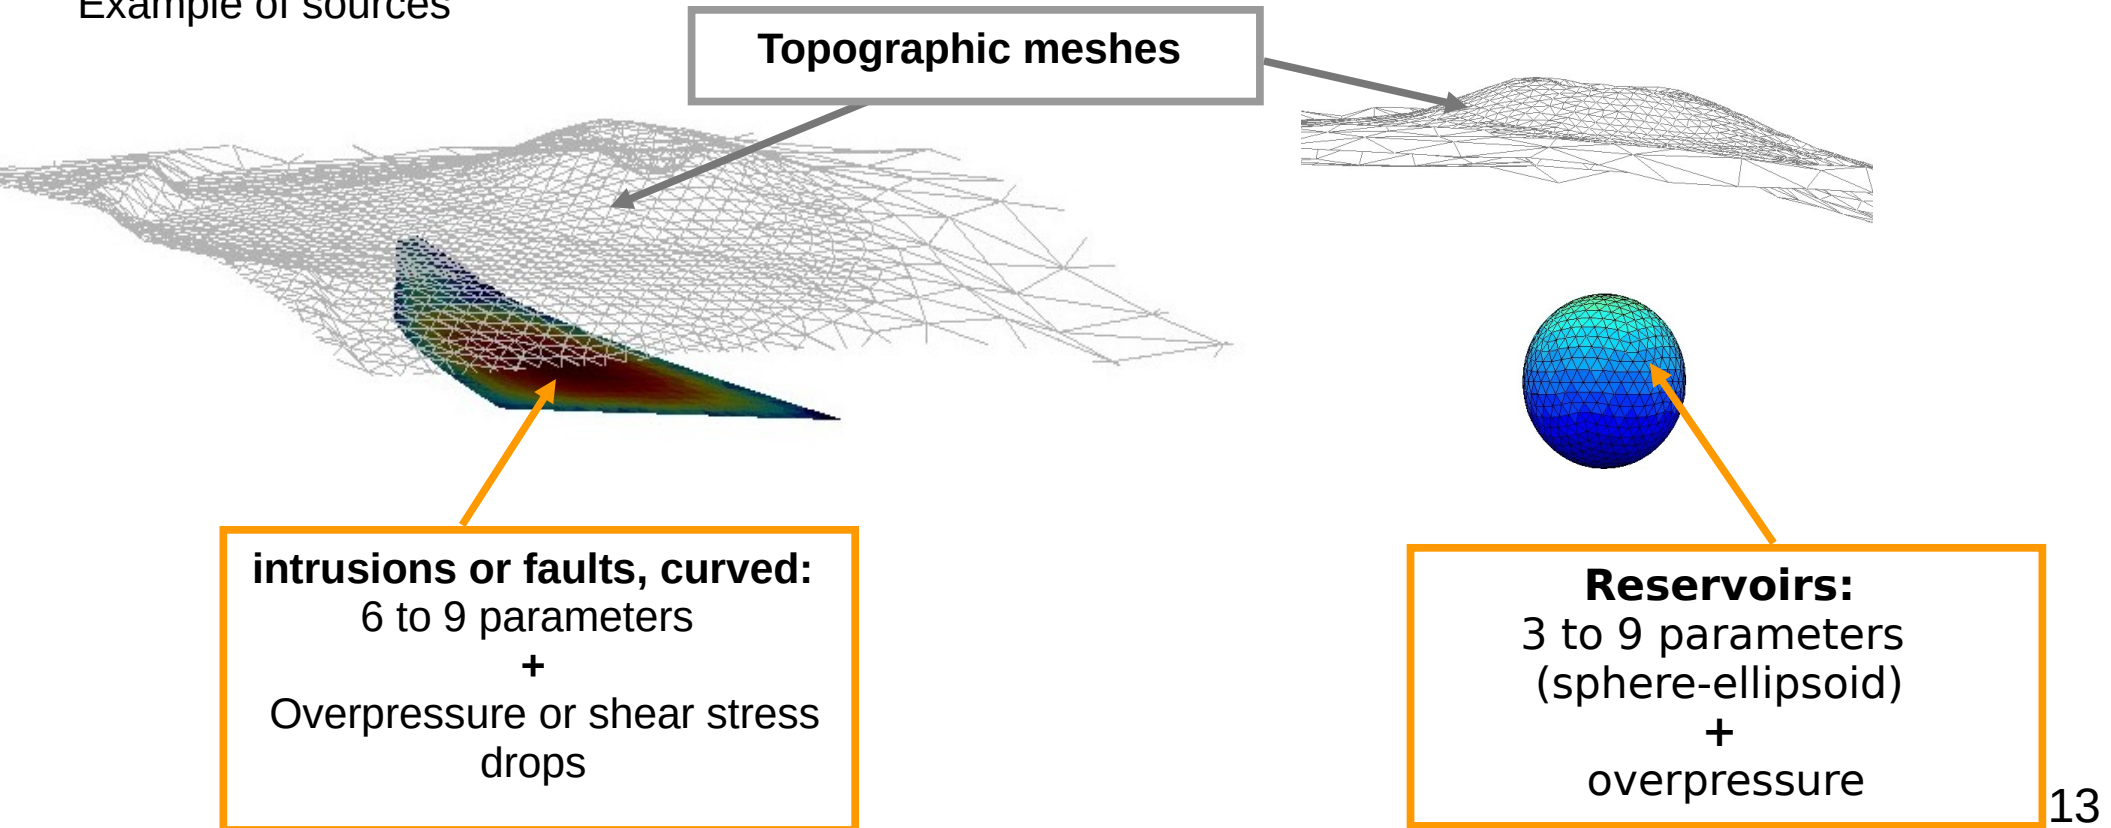 Example of sources
Topographic meshes
intrusions or faults, curved:
6 to 9 parameters
+
Overpressure or shear stress
drops
Reservoirs:
3 to 9 parameters
(sphere-ellipsoid)
+
overpressure
13